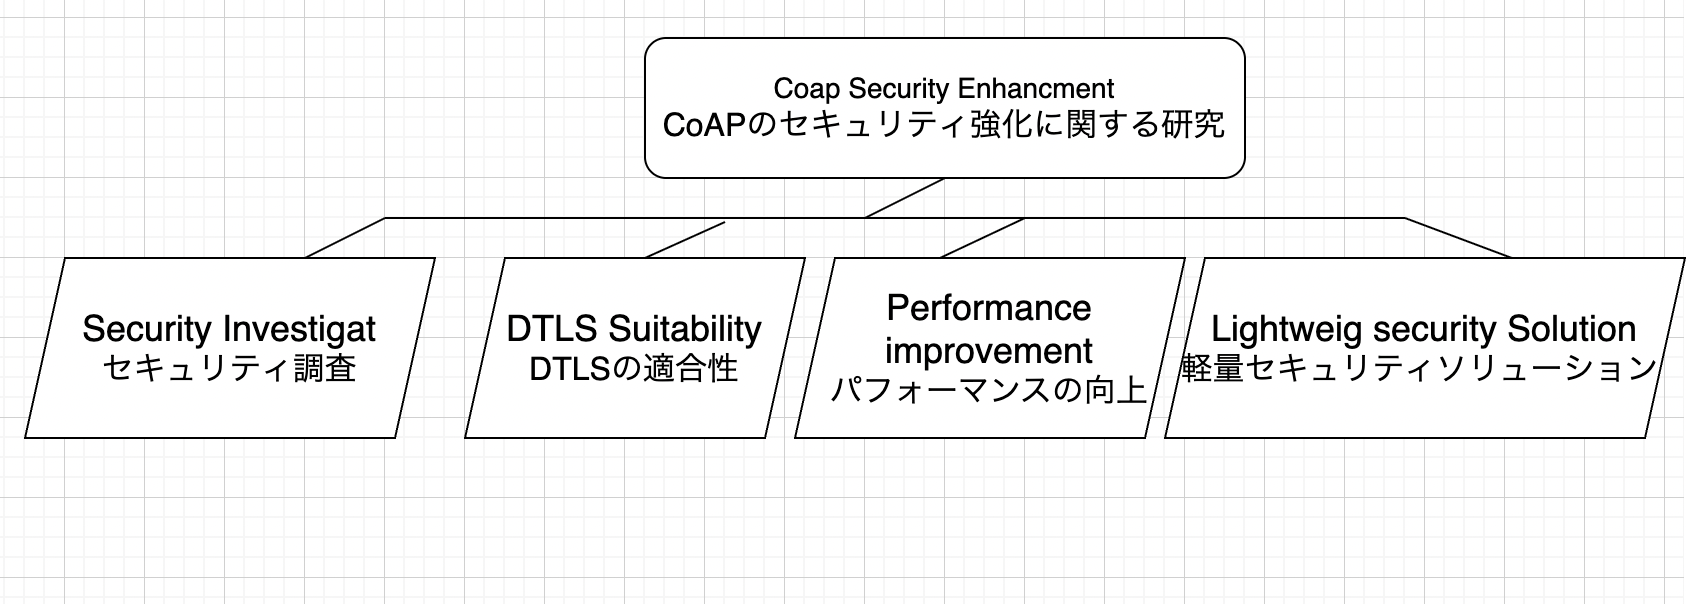 Coap Security Enhancment
CoAPのセキュリティ強化に関する研究
Security Investigat
セキュリティ調査
DTLS Suitability
DTLSの適合性
Performance
improvement
パフォーマンスの向上
Lightweig security Solution
軽量セキュリティソリューション